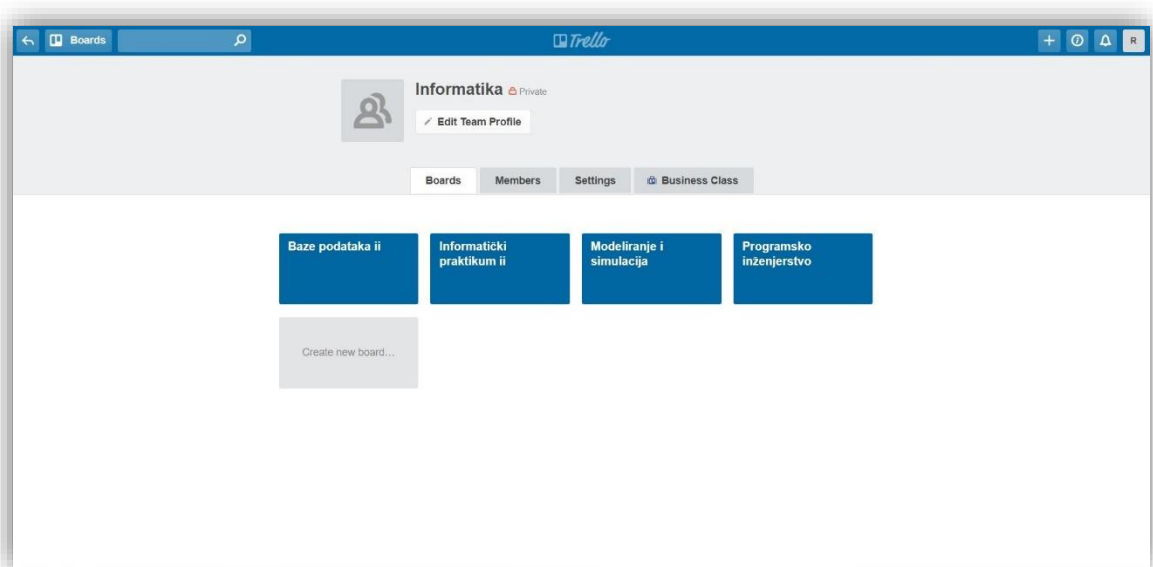 Boards
Trello
R
Informatika Private
Edit Team Profile
Boards Members Settings Business Class
Baze podataka ii
Informatički
praktikum ii
Modeliranje i
simulacija
Programsko
inženjerstvo
Create new board...